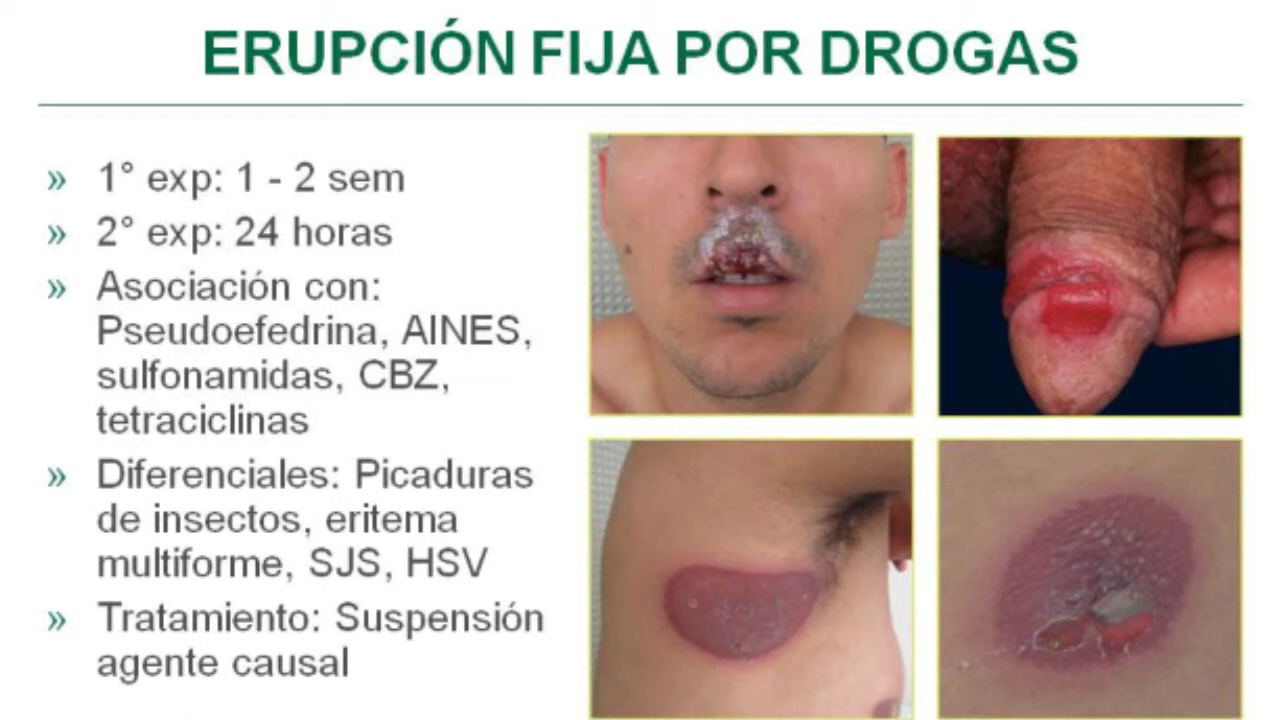 ERUPCIÓN FIJA POR DROGAS
» 1° exp: 1 - 2 sem
» 2° exp: 24 horas
» Asociación con:
Pseudoefedrina, AINES,
sulfonamidas, CBZ,
tetraciclinas
» Diferenciales: Picaduras
de insectos, eritema
multiforme, SJS, HSV
» Tratamiento: Suspensión
agente causal